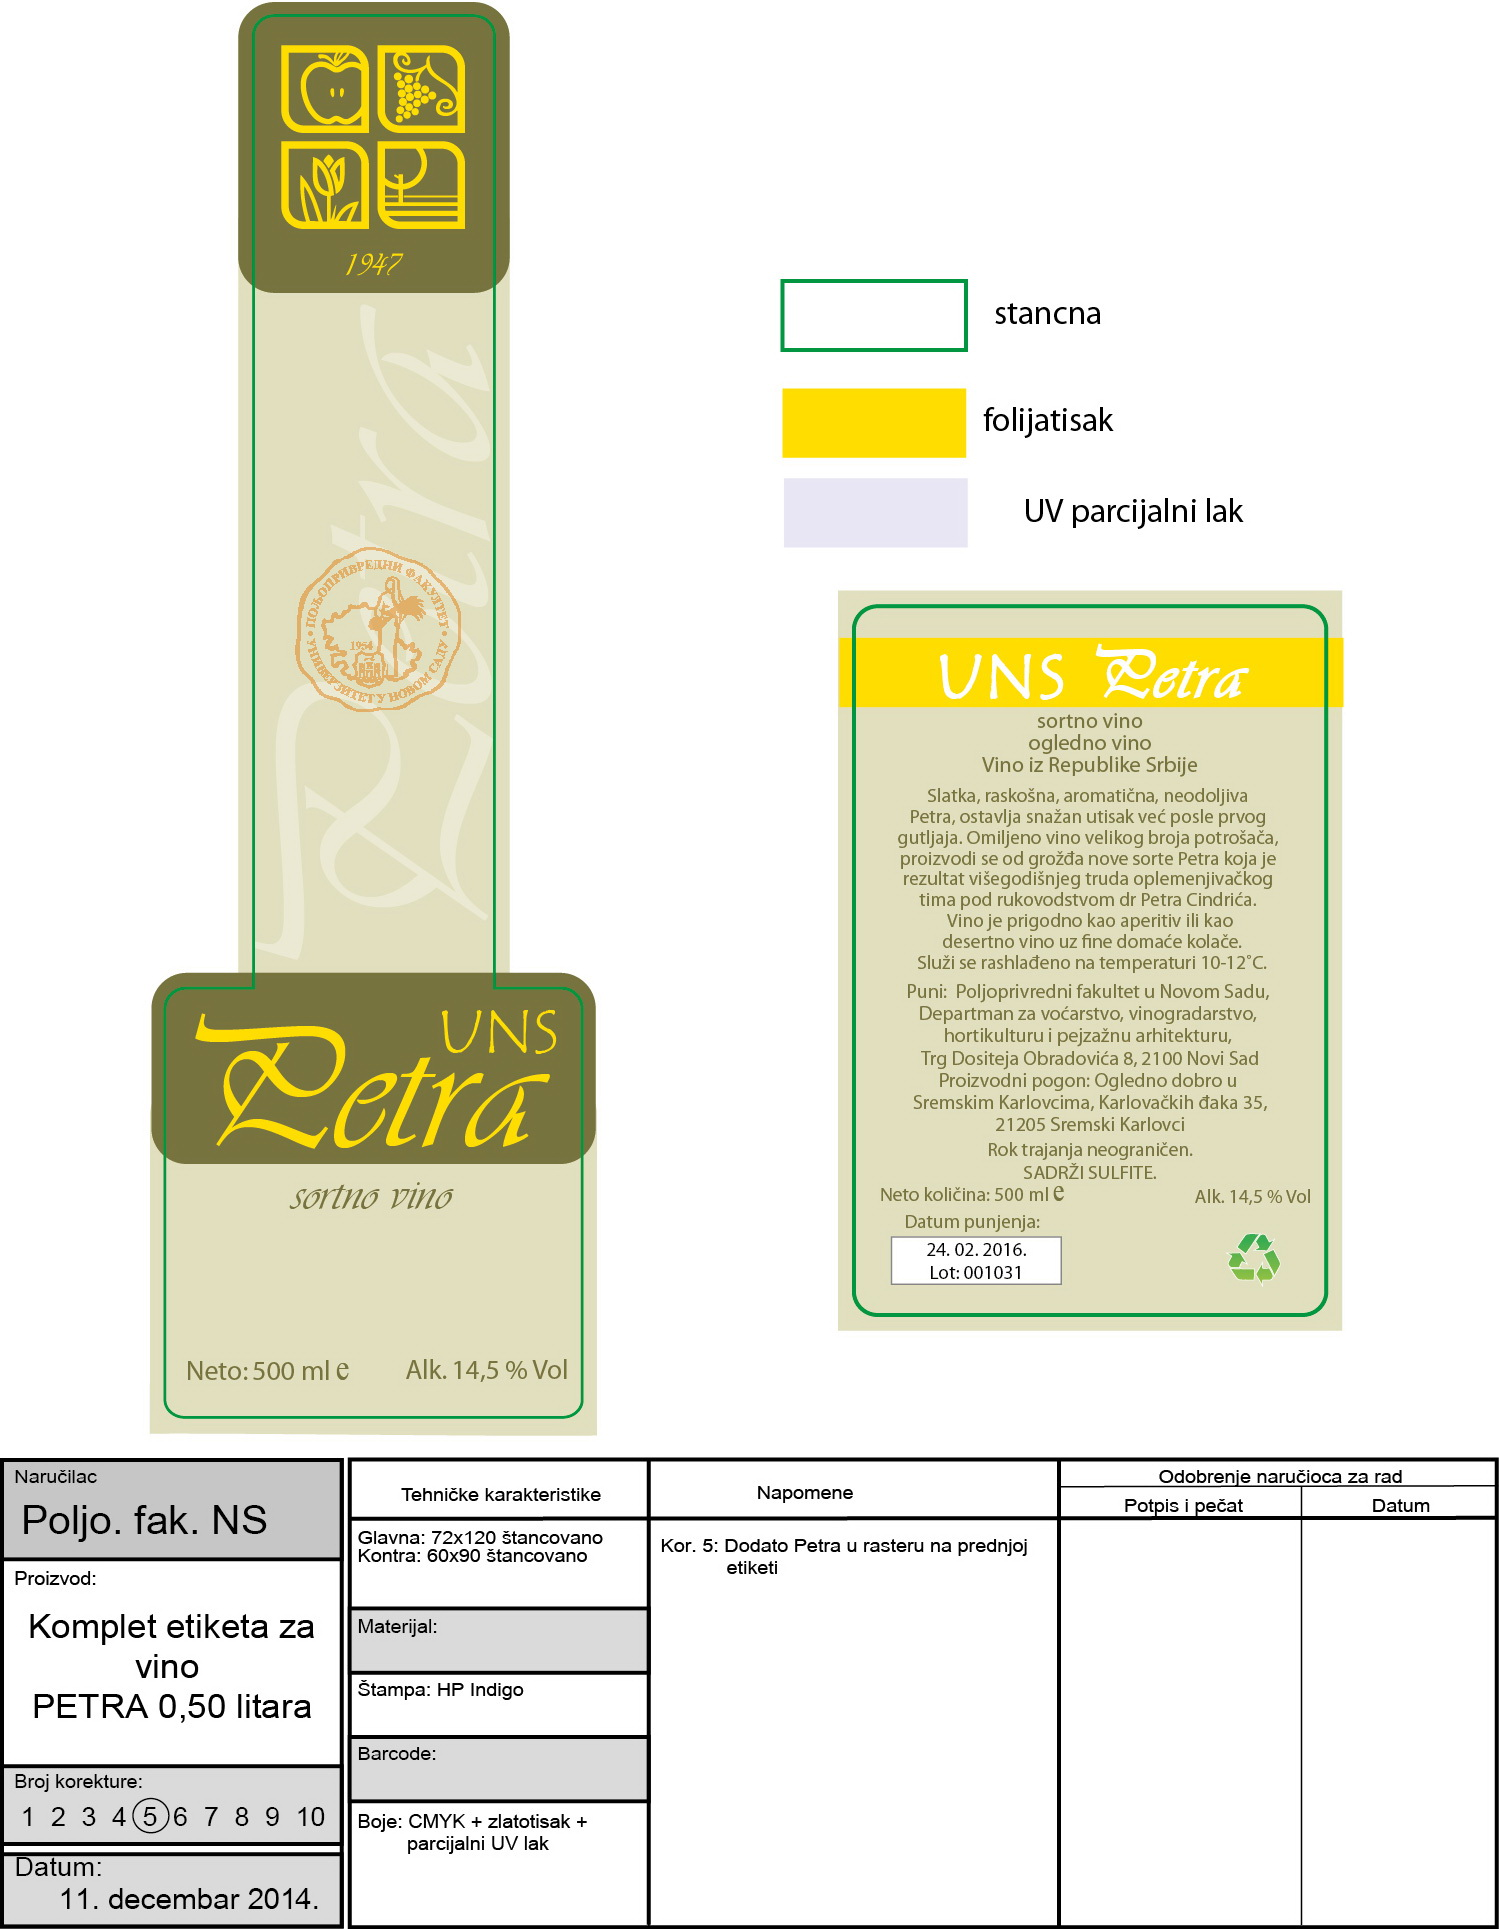 1947
Petra
ПОЉОПРИВРЕДНИ ФАКУЛТЕТ
1954
УНИВЕРЗИТЕТ У НОВОМ САДУ
UNS
Petra
sortno vino
Neto: 500 ml e
Alk. 14,5 % Vol
stancna
folijatisak
UV parcijalni lak
UNS Petra
sortno vino
ogledno vino
Vino iz Republike Srbije
Slatka, raskošna, aromatična, neodoljiva
Petra, ostavlja snažan utisak već posle prvog
gutljaja. Omiljeno vino velikog broja potrošača,
proizvodi se od grožđa nove sorte Petra koja je
rezultat višegodišnjeg truda oplemenjivačkog
tima pod rukovodstvom dr Petra Cindrića.
Vino je prigodno kao aperitiv ili kao
desertno vino uz fine domaće kolače.
Služi se rashlađeno na temperaturi 10-12˚C.
Puni: Poljoprivredni fakultet u Novom Sadu,
Departman za voćarstvo, vinogradarstvo,
hortikulturu i pejzažnu arhitekturu,
Trg Dositeja Obradovića 8, 2100 Novi Sad
Proizvodni pogon: Ogledno dobro u
Sremskim Karlovcima, Karlovačkih đaka 35,
21205 Sremski Karlovci
Rok trajanja neograničen.
SADRŽI SULFITE.
Neto količina: 500 ml e
Alk. 14,5 % Vol
Datum punjenja:
24. 02. 2016.
Lot: 001031
Naručilac
Poljo. fak. NS
Proizvod:
Komplet etiketa za
vino
PETRA 0,50 litara
Broj korekture:
1 2 3 4 5 6 7 8 9 10
Datum:
11. decembar 2014.
Tehničke karakteristike
Glavna: 72x120 štancovano
Kontra: 60x90 štancovano
Materijal:
Štampa: HP Indigo
Barcode:
Boje: CMYK + zlatotisak +
parcijalni UV lak
Napomene
Kor. 5: Dodato Petra u rasteru na prednjoj
etiketi
Odobrenje naručioca za rad
Potpis i pečat
Datum